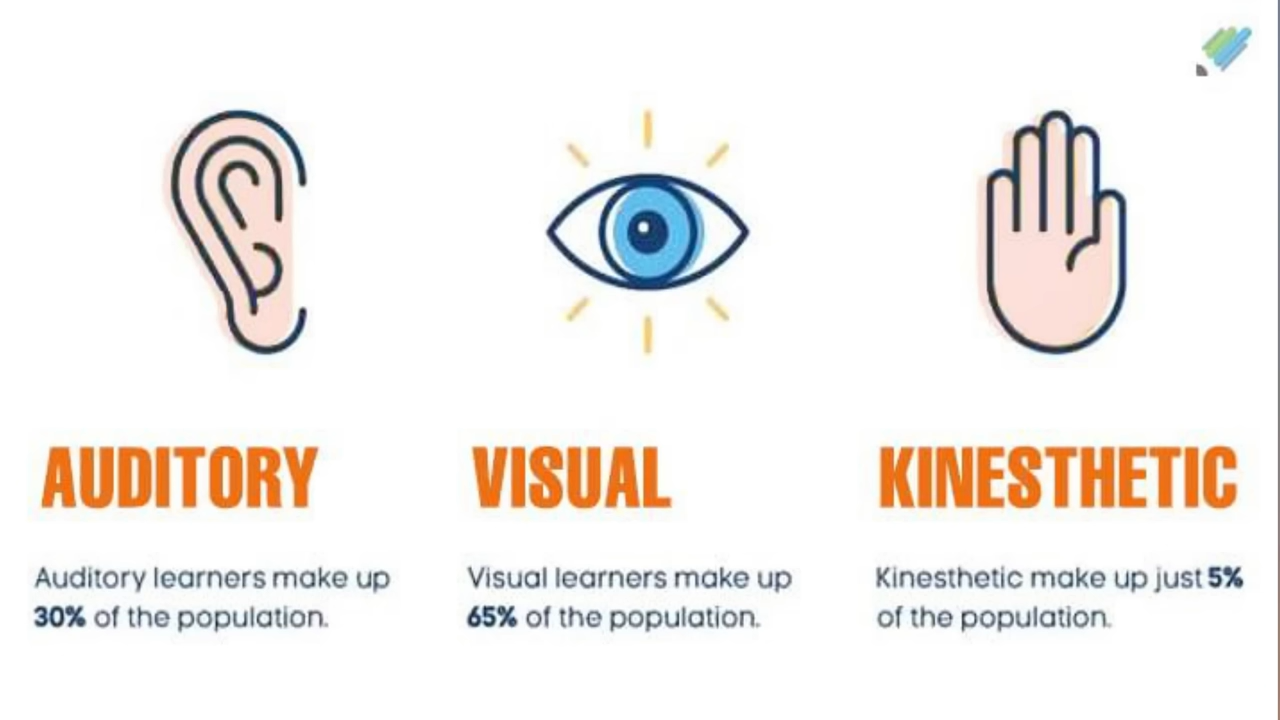 AUDITORY
Auditory learners make up
30% of the population.
VISUAL
Visual learners make up
65% of the population.
KINESTHETIC
Kinesthetic make up just 5%
of the population.